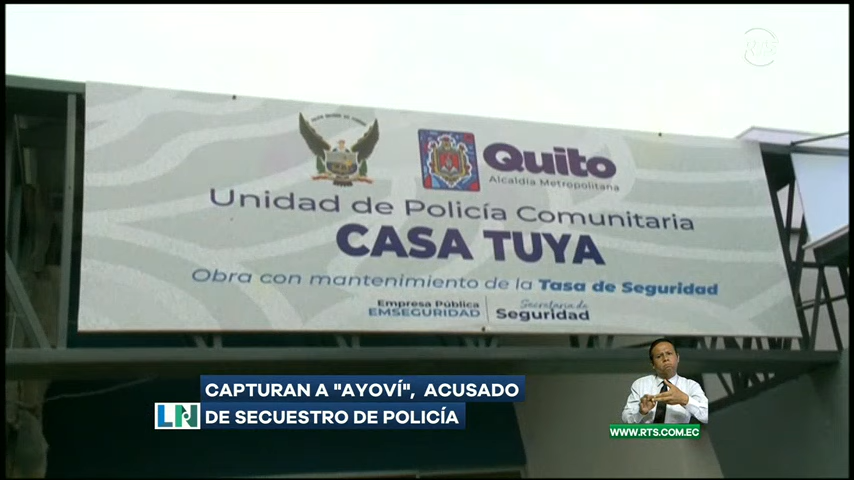 Quito
Alcaldía Metropolitana
Unidad de Policía Comunitaria
CASA TUYA
Obra con mantenimiento de la Tasa de Seguridad
Empresa Pública
EMSEGURIDAD
Secretaría de
Seguridad
CAPTURAN A "AYOVÍ", ACUSADO
DE SECUESTRO DE POLICÍA
LN
WWW.RTS.COM.EC